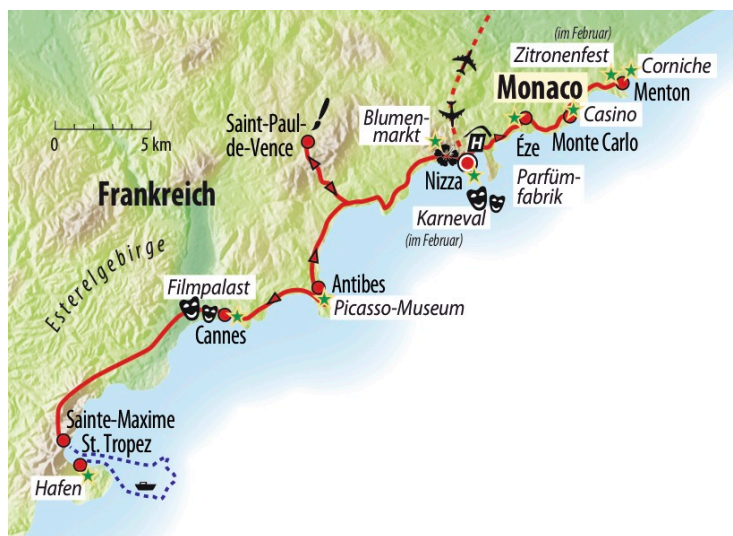 (im Februar)
Zitronenfest
Corniche
Monaco
Menton
Blumen-
markt
Casino
Saint-Paul-
de-Vence
H
Éze
Monte Carlo
0 5 km
Nizza
Parfüm-
fabrik
Frankreich
Karneval
(im Februar)
Esterelgebirge
Filmpalast
Antibes
Picasso-Museum
Cannes
Sainte-Maxime
St. Tropez
Hafen